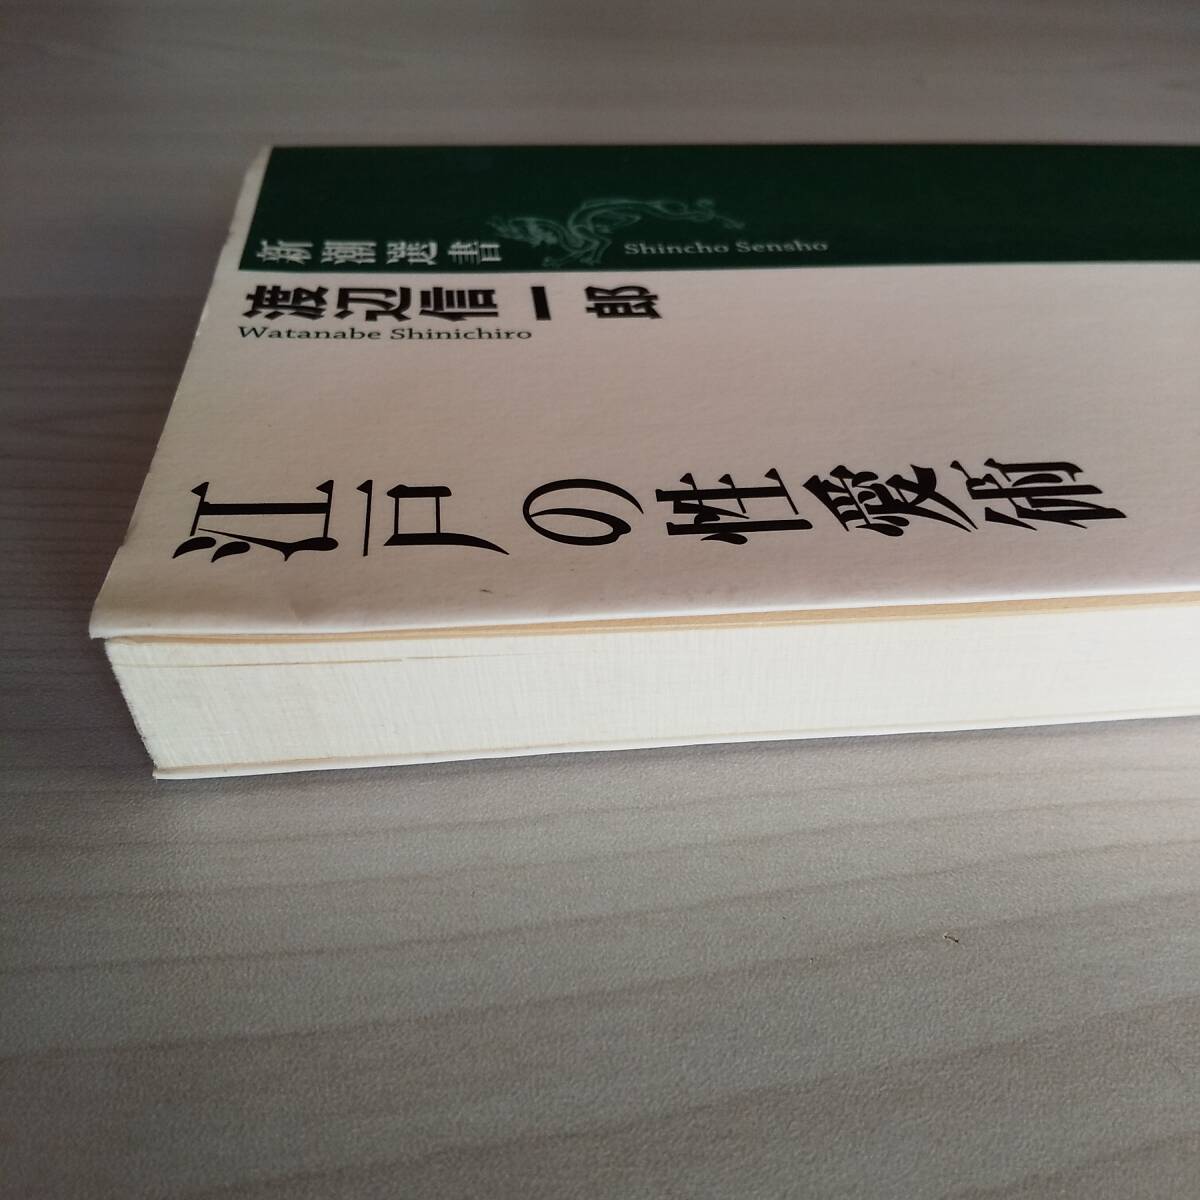 新潮選書
Shincho Sensho
渡辺信一郎
Watanabe Shinichiro
江戸の性愛術